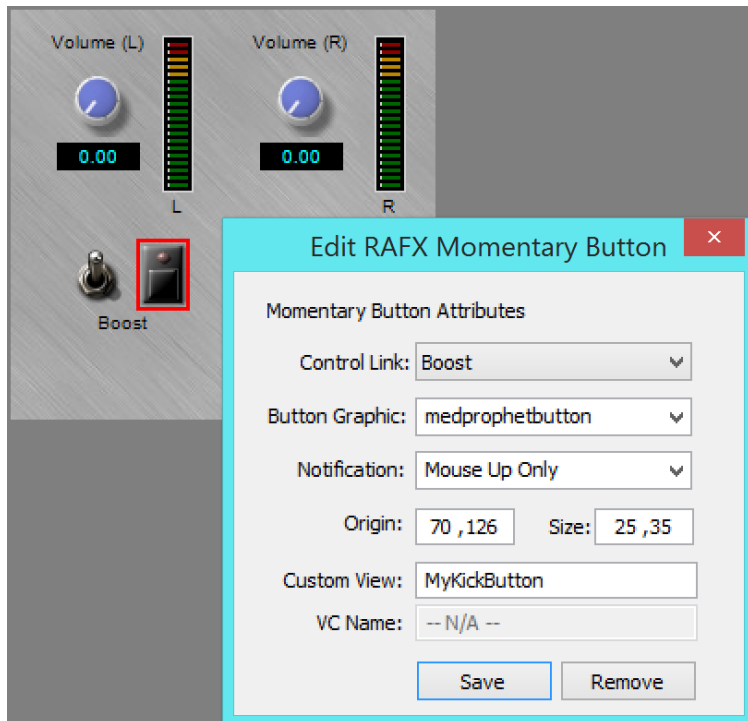 Volume (L)
Volume (R)
0.00
0.00
L
R
Boost
Edit RAFX Momentary Button
×
Momentary Button Attributes
Control Link: Boost
Button Graphic: medprophetbutton
Notification: Mouse Up Only
Origin: 70 ,126 Size: 25 ,35
Custom View: MyKickButton
VC Name: -- N/A --
Save Remove